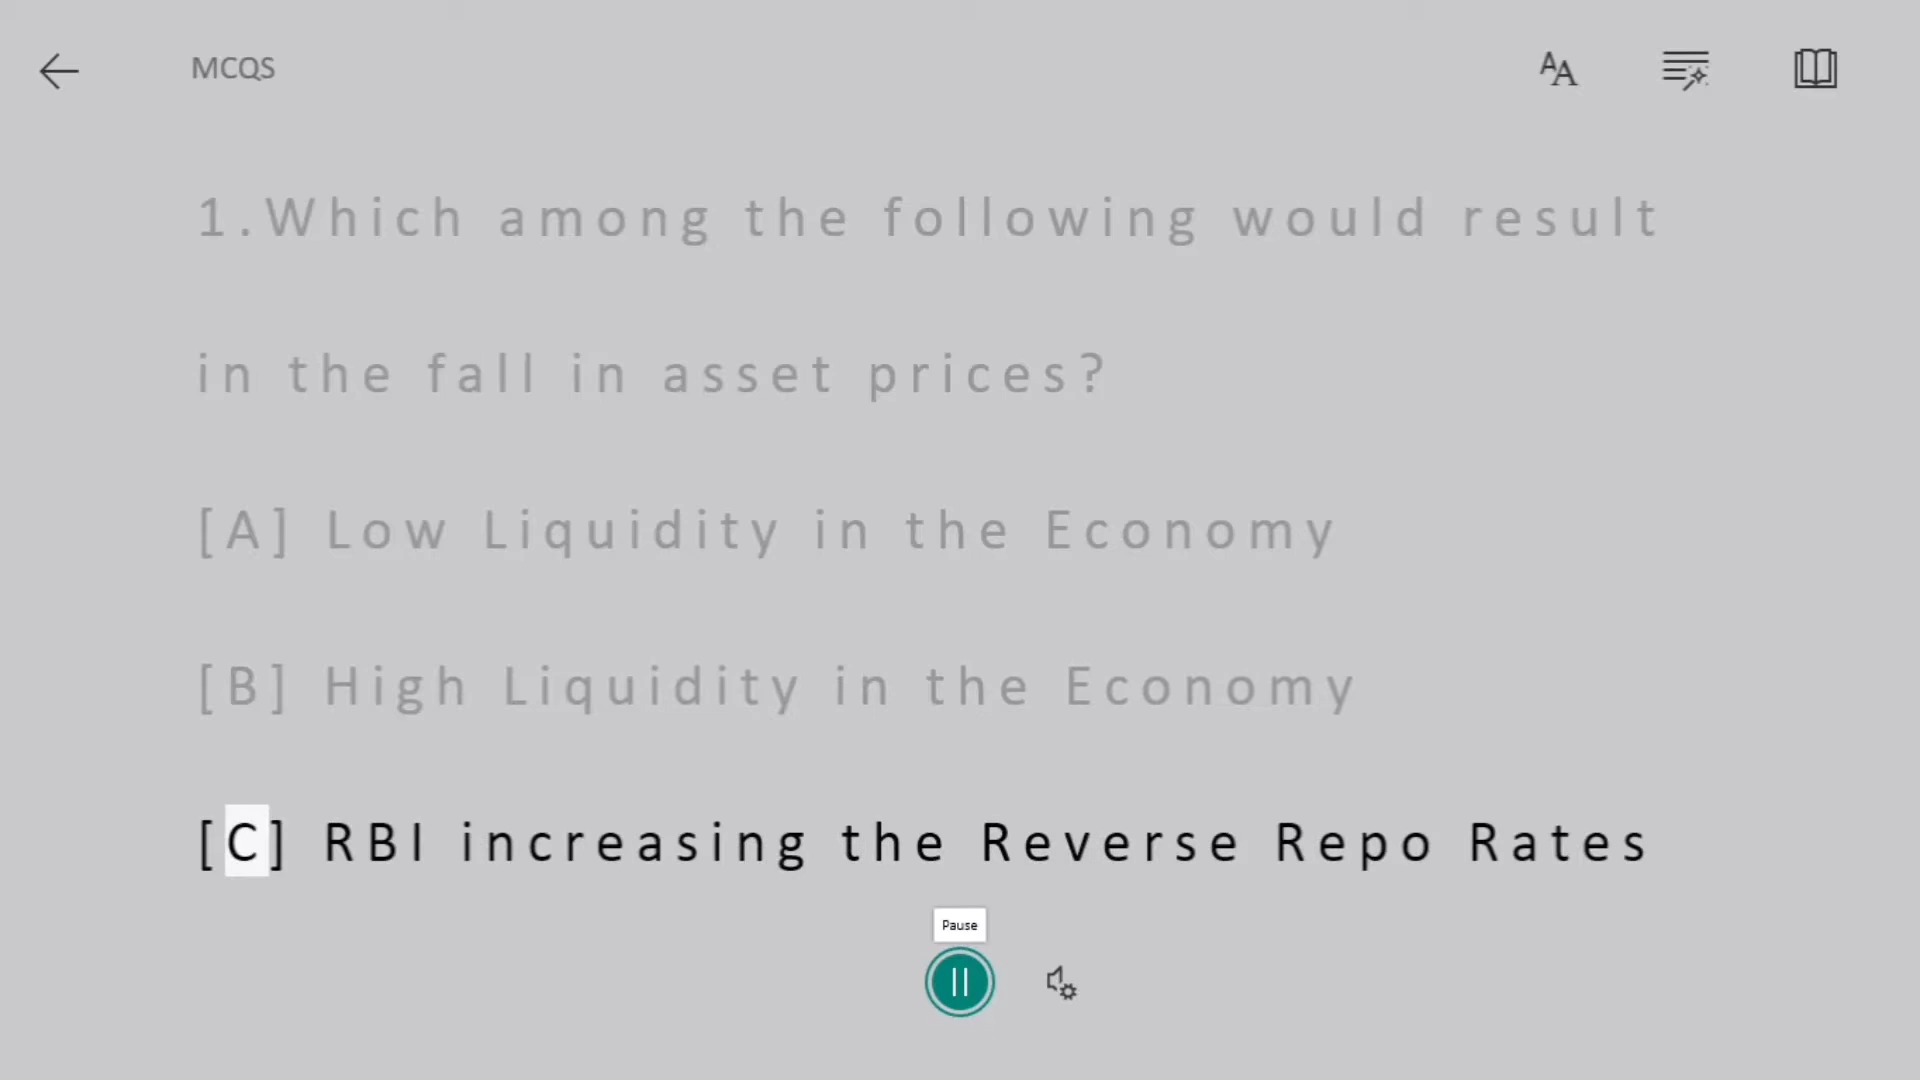 MCQS
1.Which among the following would result
in the fall in asset prices?
[A] Low Liquidity in the Economy
[B] High Liquidity in the Economy
[C] RBI increasing the Reverse Repo Rates
Pause